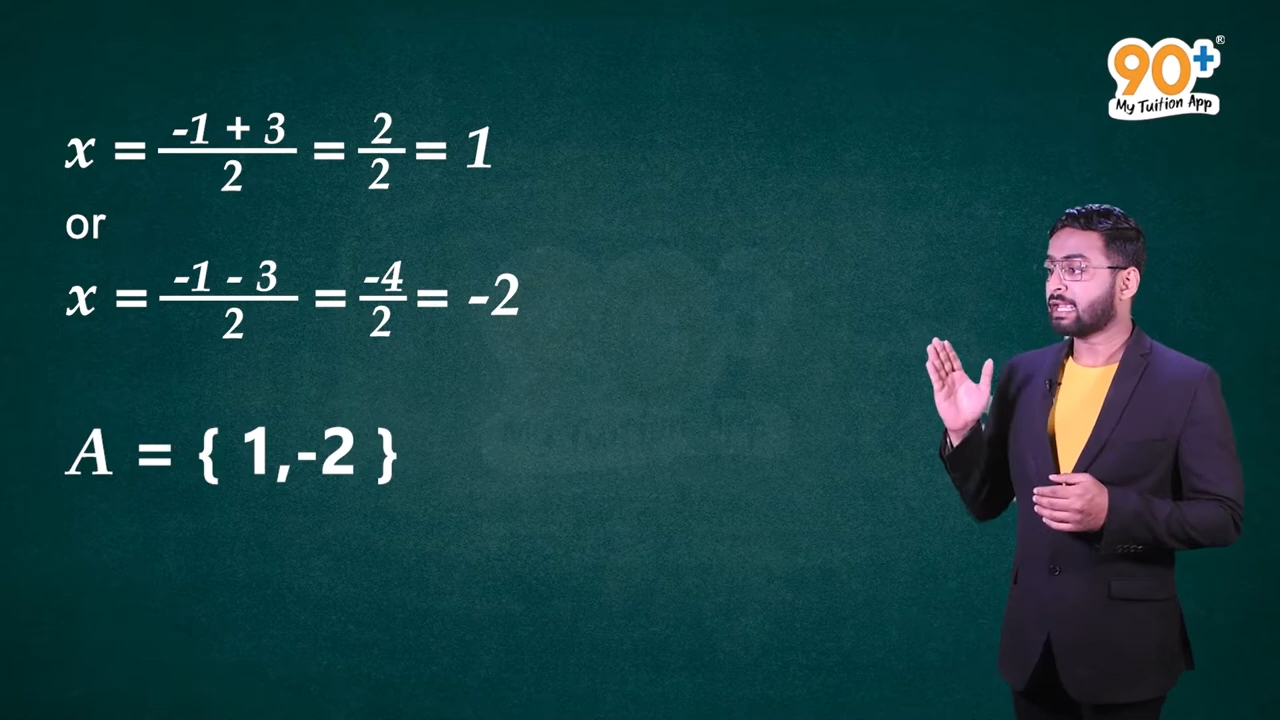 90+®
My Tuition App
x = -1 + 3 / 2 = 2 / 2 = 1
or
x = -1 - 3 / 2 = -4 / 2 = -2
A = { 1,-2 }